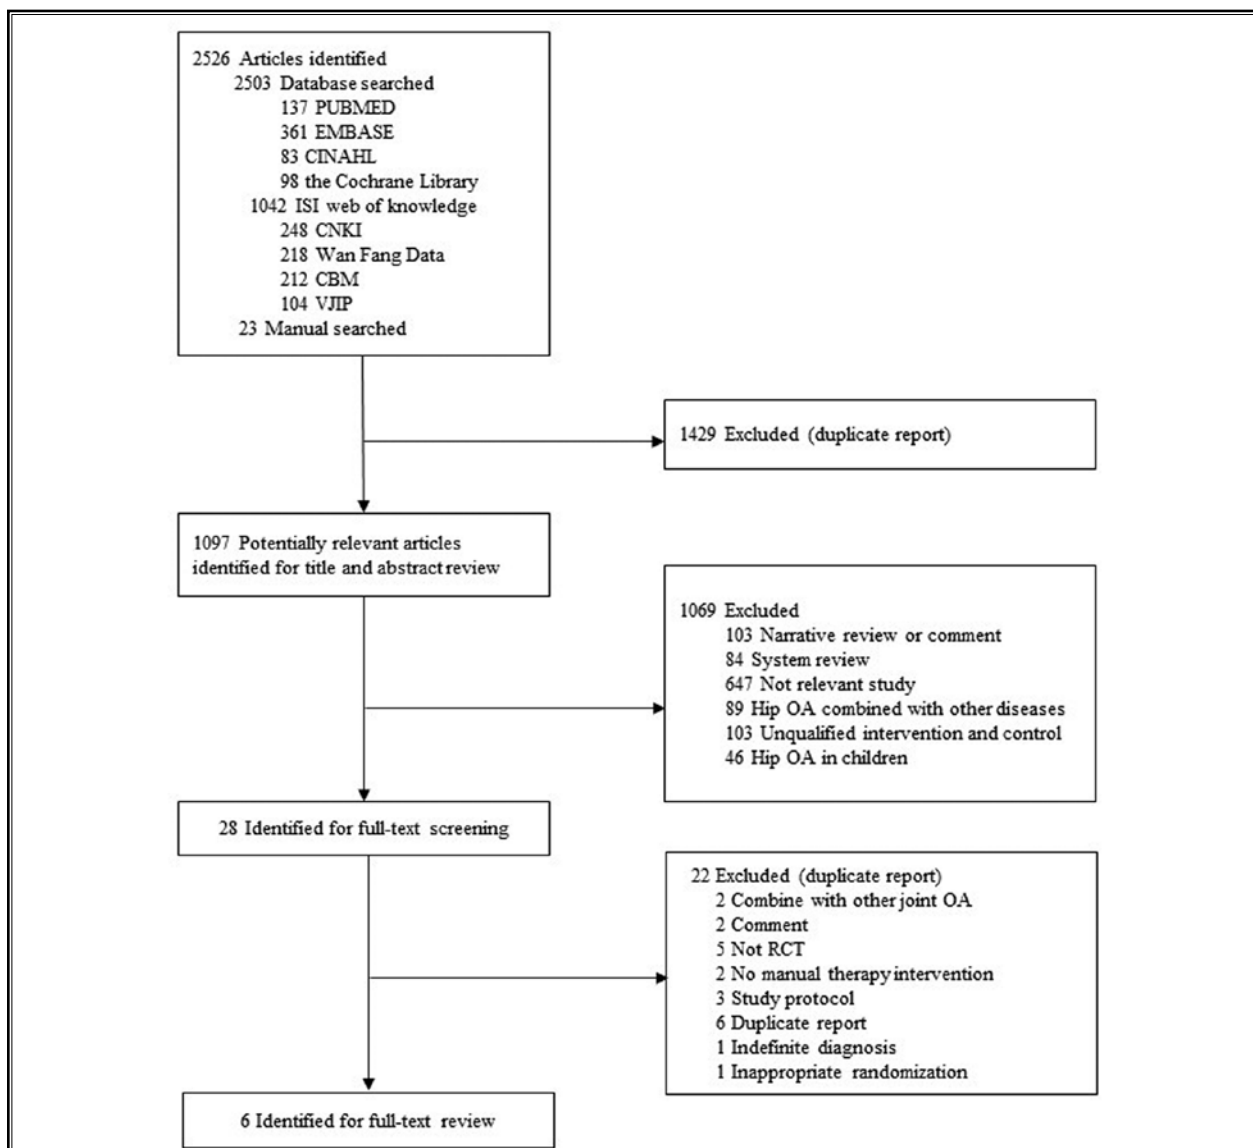 2526 Articles identified
2503 Database searched
137 PUBMED
361 EMBASE
83 CINAHL
98 the Cochrane Library
1042 ISI web of knowledge
248 CNKI
218 Wan Fang Data
212 CBM
104 VJIP
23 Manual searched
1429 Excluded (duplicate report)
1097 Potentially relevant articles
identified for title and abstract review
1069 Excluded
103 Narrative review or comment
84 System review
647 Not relevant study
89 Hip OA combined with other diseases
103 Unqualified intervention and control
46 Hip OA in children
28 Identified for full-text screening
22 Excluded (duplicate report)
2 Combine with other joint OA
2 Comment
5 Not RCT
2 No manual therapy intervention
3 Study protocol
6 Duplicate report
1 Indefinite diagnosis
1 Inappropriate randomization
6 Identified for full-text review